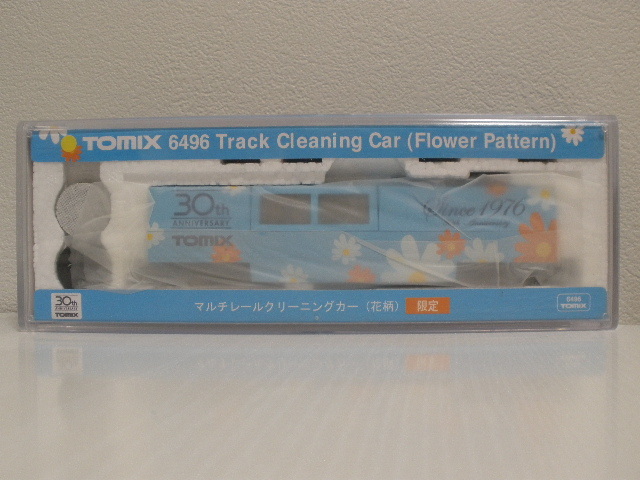 TOMIX 6496 Track Cleaning Car (Flower Pattern)
30th
ANNIVERSARY
TOMIX
Since 1976
マルチレールクリーニングカー（花柄） 限定
30th
ANNIVERSARY
TOMIX
6496
TOMIX